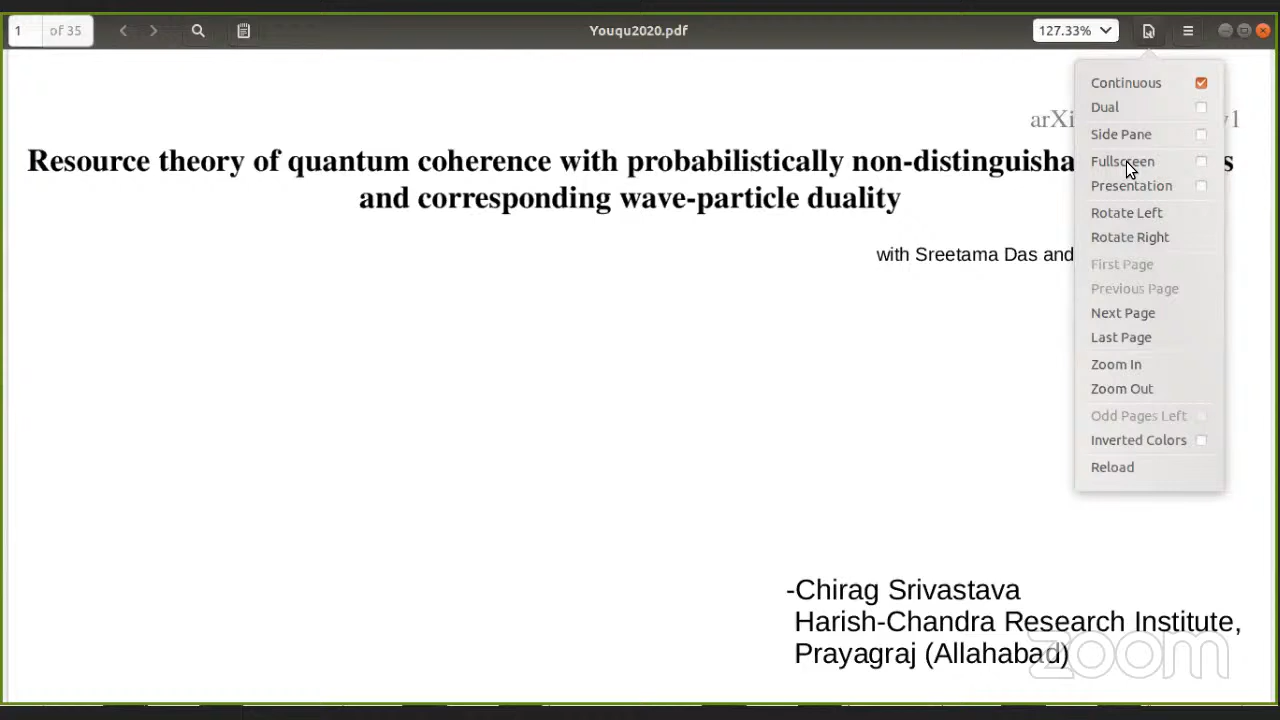 1 of 35
Youqu2020.pdf
127.33%
Continuous
Dual
Side Pane
Fullscreen
Presentation
Rotate Left
Rotate Right
First Page
Previous Page
Next Page
Last Page
Zoom In
Zoom Out
Odd Pages Left
Inverted Colors
Reload
Resource theory of quantum coherence with probabilistically
and corresponding wave-particle duality
with Sreetama Das and
-Chirag Srivastava
Harish-Chandra Research Institute,
Prayagraj (Allahabad)
zoom